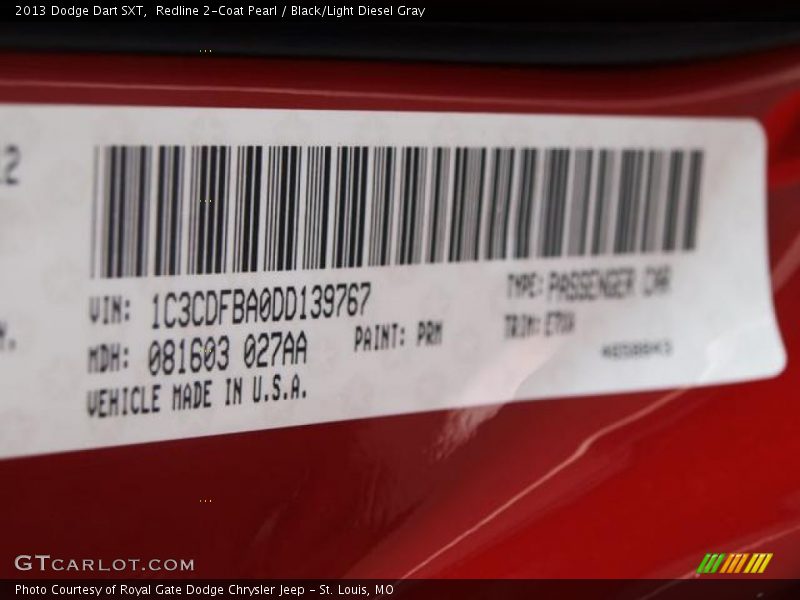 2013 Dodge Dart SXT, Redline 2-Coat Pearl / Black/Light Diesel Gray
VIN: 1C3CDFBA0DD139767
TYPE: PASSENGER CAR
MDH: 081603 027AA
PAINT: PRM
TRIM:
VEHICLE MADE IN U.S.A.
GTCARLOT.COM
Photo Courtesy of Royal Gate Dodge Chrysler Jeep - St. Louis, MO